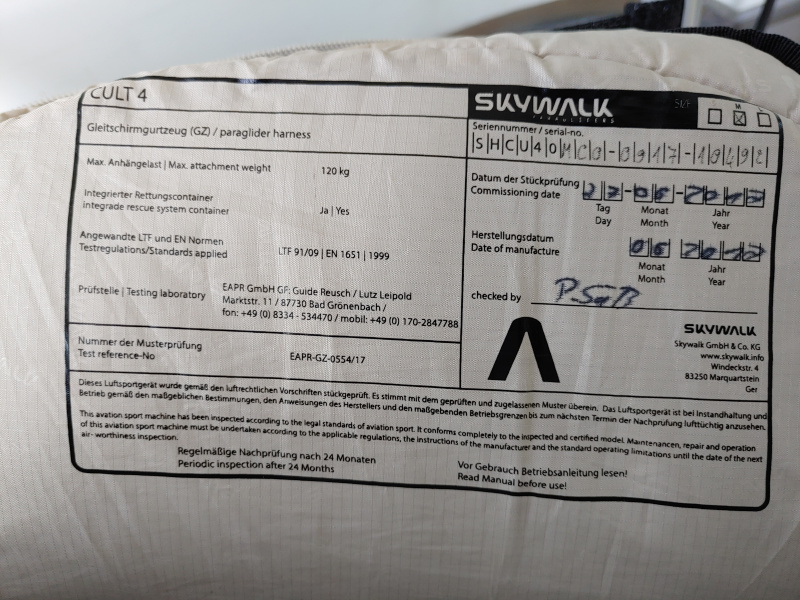 CULT 4
Gleitschirmgurtzeug (GZ) / paraglider harness
Max. Anhängelast | Max. attachment weight 120 kg
Integrierter Rettungscontainer
integrade rescue system container Ja | Yes
Angewandte LTF und EN Normen
Testregulations/Standards applied LTF 91/09 | EN 1651 | 1999
Prüfstelle | Testing laboratory EAPR GmbH GF: Guide Reusch / Lutz Leipold
Marktstr. 11 / 87730 Bad Grönenbach /
fon: +49 (0) 8334 - 534470 / mobil: +49 (0) 170-2847788
Nummer der Musterprüfung
Test reference-No EAPR-GZ-0554/17
SKYWALK
PARAGLIDERS
SIZE M
Seriennummer / serial-no.
SHCU40
Datum der Stückprüfung
Commissioning date
Tag Monat Jahr
Day Month Year
Herstellungsdatum
Date of manufacture
Monat Jahr
Month Year
checked by
SKYWALK
Skywalk GmbH & Co. KG
www.skywalk.info
Windeckstr. 4
83250 Marquartstein
Ger
Dieses Luftsportgerät wurde gemäß den luftrechtlichen Vorschriften stückgeprüft. Es stimmt mit dem geprüften und zugelassenen Muster überein. Das Luftsportgerät ist bei Instandhaltung und
Betrieb gemäß den maßgeblichen Bestimmungen, den Anweisungen des Herstellers und den maßgebenden Betriebsgrenzen bis zum nächsten Termin der Nachprüfung lufttüchtig anzusehen.
This avation sport machine has been inspected according to the legal standards of aviation sport. It conforms completely to the inspected and certified model. Maintenancen, repair and operation
of this aviation sport machine must be undertaken according to the applicable regulations, the instructions of the manufacturer and the standard operating limitations until the date of the next
air-worthiness inspection.
Regelmäßige Nachprüfung nach 24 Monaten
Periodic inspection after 24 Months
Vor Gebrauch Betriebsanleitung lesen!
Read Manual before use!